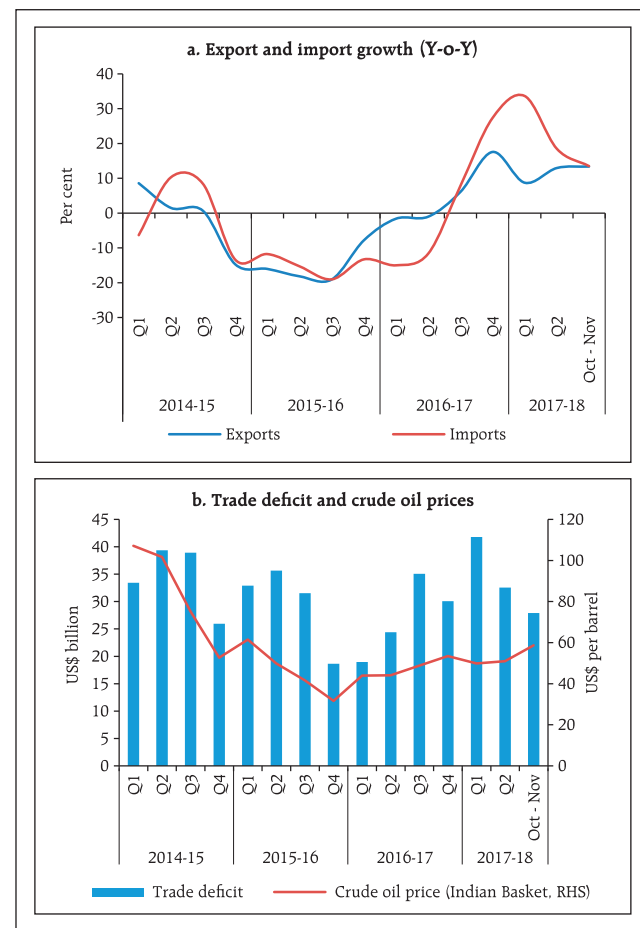 a. Export and import growth (Y-o-Y)
40
30
20
10
0
-10
-20
-30
Per cent
Q1 Q2 Q3 Q4 Q1 Q2 Q3 Q4 Q1 Q2 Q3 Q4 Q1 Q2 Oct - Nov
2014-15 2015-16 2016-17 2017-18
Exports Imports
b. Trade deficit and crude oil prices
45 120
40 100
35
30 80
25
20 60
15 40
10
5 20
0 0
US$ billion
US$ per barrel
Q1 Q2 Q3 Q4 Q1 Q2 Q3 Q4 Q1 Q2 Q3 Q4 Q1 Q2 Oct - Nov
2014-15 2015-16 2016-17 2017-18
Trade deficit Crude oil price (Indian Basket, RHS)